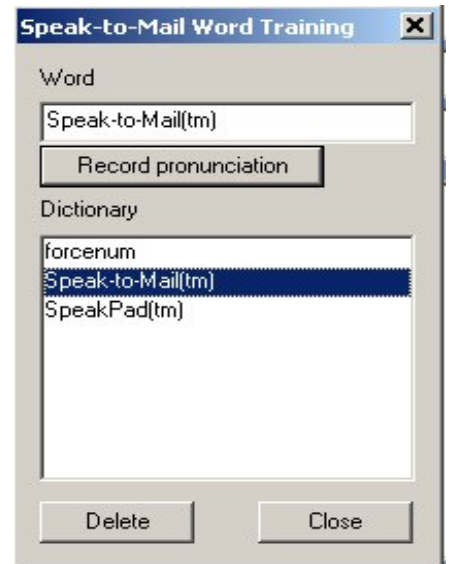 Speak-to-Mail Word Training
Word
Speak-to-Mail(tm)
Record pronunciation
Dictionary
forcenum
Speak-to-Mail(tm)
SpeakPad(tm)
Delete Close